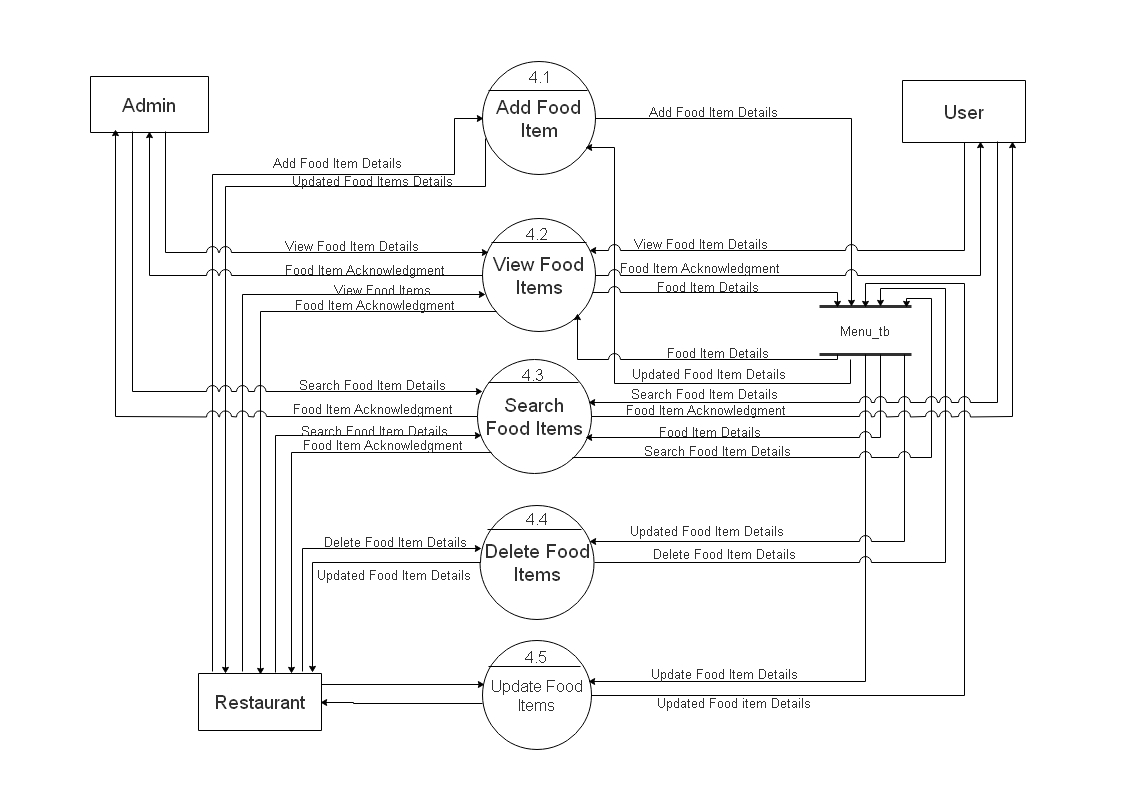 4.1
Admin
Add Food
Item
Add Food Item Details
User
Add Food Item Details
Updated Food Items Details
4.2
View Food
Items
View Food Item Details
View Food Item Details
Food Item Acknowledgment
Food Item Acknowledgment
View Food Items
Food Item Details
Food Item Acknowledgment
Menu_tb
Food Item Details
4.3
Search
Food Items
Updated Food Item Details
Search Food Item Details
Search Food Item Details
Food Item Acknowledgment
Food Item Acknowledgment
Search Food Item Details
Food Item Details
Food Item Acknowledgment
Search Food Item Details
4.4
Delete Food
Items
Updated Food Item Details
Delete Food Item Details
Delete Food Item Details
Updated Food Item Details
4.5
Update Food
Items
Update Food Item Details
Restaurant
Updated Food item Details